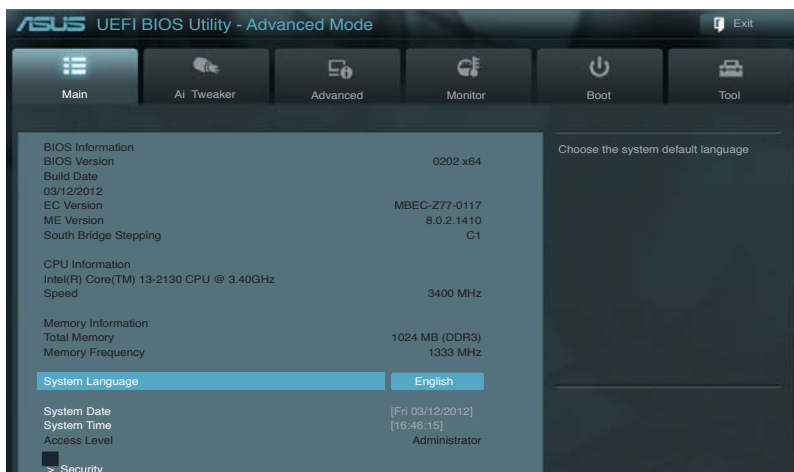 ASUS UEFI BIOS Utility - Advanced Mode
Exit
Main Ai Tweaker Advanced Monitor Boot Tool
BIOS Information
BIOS Version 0202 x64
Build Date
03/12/2012
EC Version MBEC-Z77-0117
ME Version 8.0.2.1410
South Bridge Stepping C1
CPU Information
Intel(R) Core(TM) 13-2130 CPU @ 3.40GHz
Speed 3400 MHz
Memory Information
Total Memory 1024 MB (DDR3)
Memory Frequency 1333 MHz
System Language English
System Date [Fri 03/12/2012]
System Time [16:46:15]
Access Level Administrator
> Security
Choose the system default language